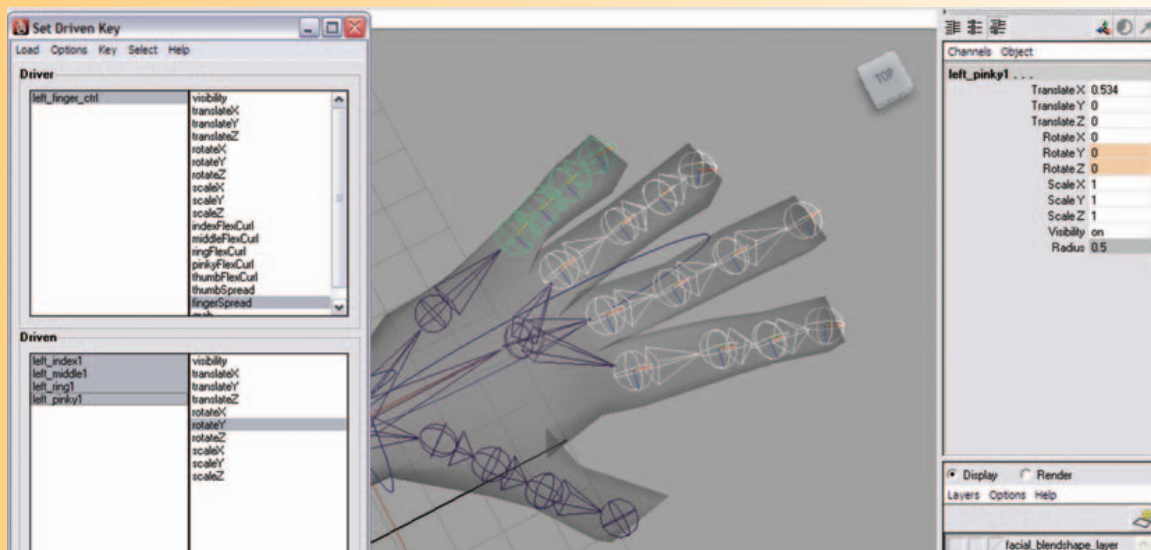 Set Driven Key
Load Options Key Select Help
Driver
left_finger_ctrl
visibility
translateX
translateY
translateZ
rotateX
rotateY
rotateZ
scaleX
scaleY
scaleZ
indexFlexCurl
middleFlexCurl
ringFlexCurl
pinkyFlexCurl
thumbFlexCurl
thumbSpread
fingerSpread
Driven
left_index1
left_middle1
left_ring1
left_pinky1
visibility
translateX
translateY
translateZ
rotateX
rotateY
rotateZ
scaleX
scaleY
scaleZ
TOP
Channels Object
left_pinky1 . . .
Translate X 0.534
Translate Y 0
Translate Z 0
Rotate X 0
Rotate Y 0
Rotate Z 0
Scale X 1
Scale Y 1
Scale Z 1
Visibility on
Radius 0.5
Display Render
Layers Options Help
facial_blendshape_layer